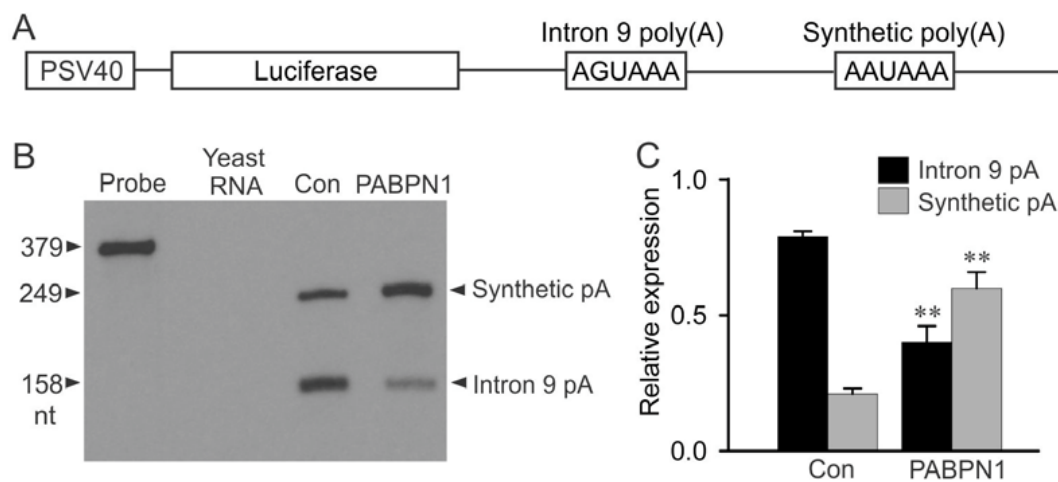 A
Intron 9 poly(A) Synthetic poly(A)
PSV40 Luciferase AGUAAA AAUAAA
B
Probe Yeast RNA Con PABPN1
379
249 Synthetic pA
158 Intron 9 pA
nt
C
Intron 9 pA
Synthetic pA
Relative expression
1.0
0.5
0.0
** **
Con PABPN1